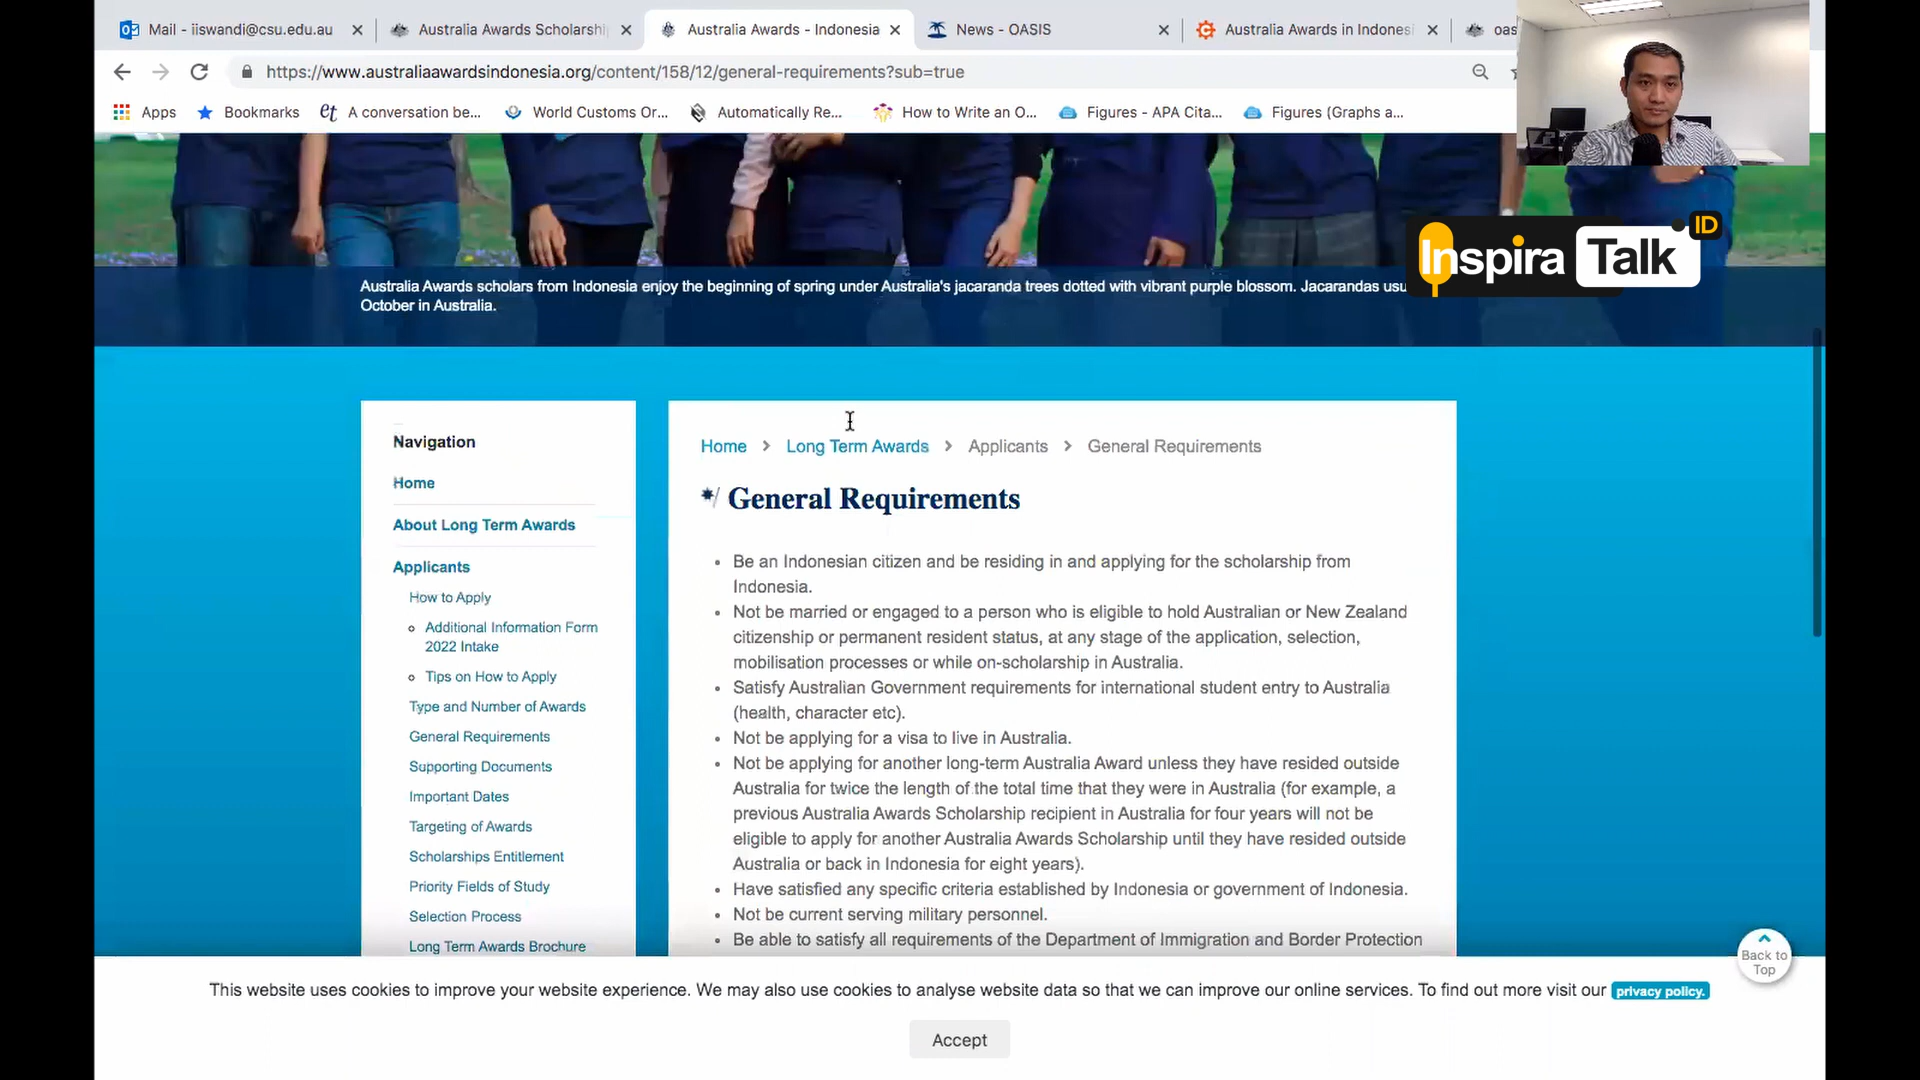 Mail - iiswandi@csu.edu.au
Australia Awards Scholarshi
Australia Awards - Indonesia
News - OASIS
Australia Awards in Indones
oas
https://www.australiaawardsindonesia.org/content/158/12/general-requirements?sub=true
Apps
Bookmarks
et
A conversation be...
World Customs Or...
Automatically Re...
How to Write an O...
Figures - APA Cita...
Figures (Graphs a...
Inspira Talk ID
Australia Awards scholars from Indonesia enjoy the beginning of spring under Australia's jacaranda trees dotted with vibrant purple blossom. Jacarandas usu
October in Australia.
Navigation
Home
About Long Term Awards
Applicants
How to Apply
Additional Information Form
2022 Intake
Tips on How to Apply
Type and Number of Awards
General Requirements
Supporting Documents
Important Dates
Targeting of Awards
Scholarships Entitlement
Priority Fields of Study
Selection Process
Long Term Awards Brochure
Home > Long Term Awards > Applicants > General Requirements
General Requirements
• Be an Indonesian citizen and be residing in and applying for the scholarship from
Indonesia.
• Not be married or engaged to a person who is eligible to hold Australian or New Zealand
citizenship or permanent resident status, at any stage of the application, selection,
mobilisation processes or while on-scholarship in Australia.
• Satisfy Australian Government requirements for international student entry to Australia
(health, character etc).
• Not be applying for a visa to live in Australia.
• Not be applying for another long-term Australia Award unless they have resided outside
Australia for twice the length of the total time that they were in Australia (for example, a
previous Australia Awards Scholarship recipient in Australia for four years will not be
eligible to apply for another Australia Awards Scholarship until they have resided outside
Australia or back in Indonesia for eight years).
• Have satisfied any specific criteria established by Indonesia or government of Indonesia.
• Not be current serving military personnel.
• Be able to satisfy all requirements of the Department of Immigration and Border Protection
Back to
Top
This website uses cookies to improve your website experience. We may also use cookies to analyse website data so that we can improve our online services. To find out more visit our privacy policy.
Accept